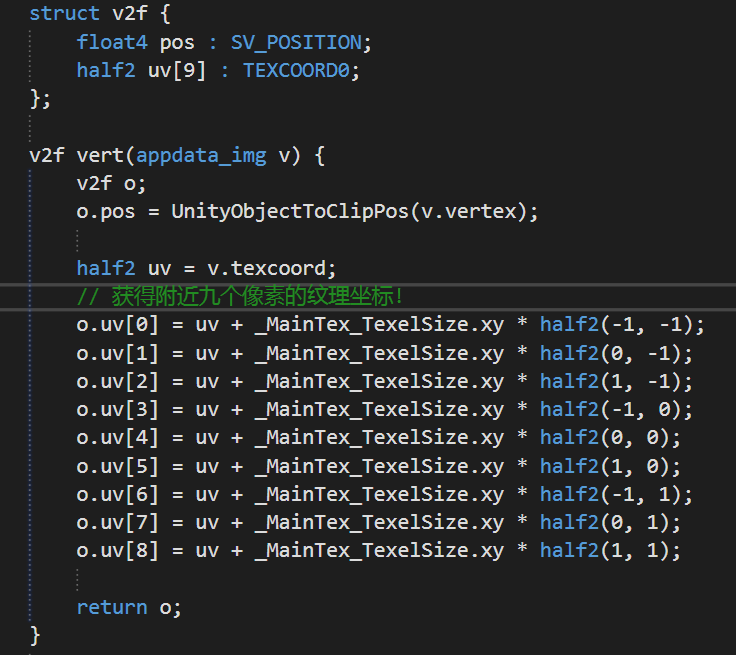 struct v2f {
    float4 pos : SV_POSITION;
    half2 uv[9] : TEXCOORD0;
};
v2f vert(appdata_img v) {
    v2f o;
    o.pos = UnityObjectToClipPos(v.vertex);
    half2 uv = v.texcoord;
    // 获得附近九个像素的纹理坐标!
    o.uv[0] = uv + _MainTex_TexelSize.xy * half2(-1, -1);
    o.uv[1] = uv + _MainTex_TexelSize.xy * half2(0, -1);
    o.uv[2] = uv + _MainTex_TexelSize.xy * half2(1, -1);
    o.uv[3] = uv + _MainTex_TexelSize.xy * half2(-1, 0);
    o.uv[4] = uv + _MainTex_TexelSize.xy * half2(0, 0);
    o.uv[5] = uv + _MainTex_TexelSize.xy * half2(1, 0);
    o.uv[6] = uv + _MainTex_TexelSize.xy * half2(-1, 1);
    o.uv[7] = uv + _MainTex_TexelSize.xy * half2(0, 1);
    o.uv[8] = uv + _MainTex_TexelSize.xy * half2(1, 1);
    return o;
}